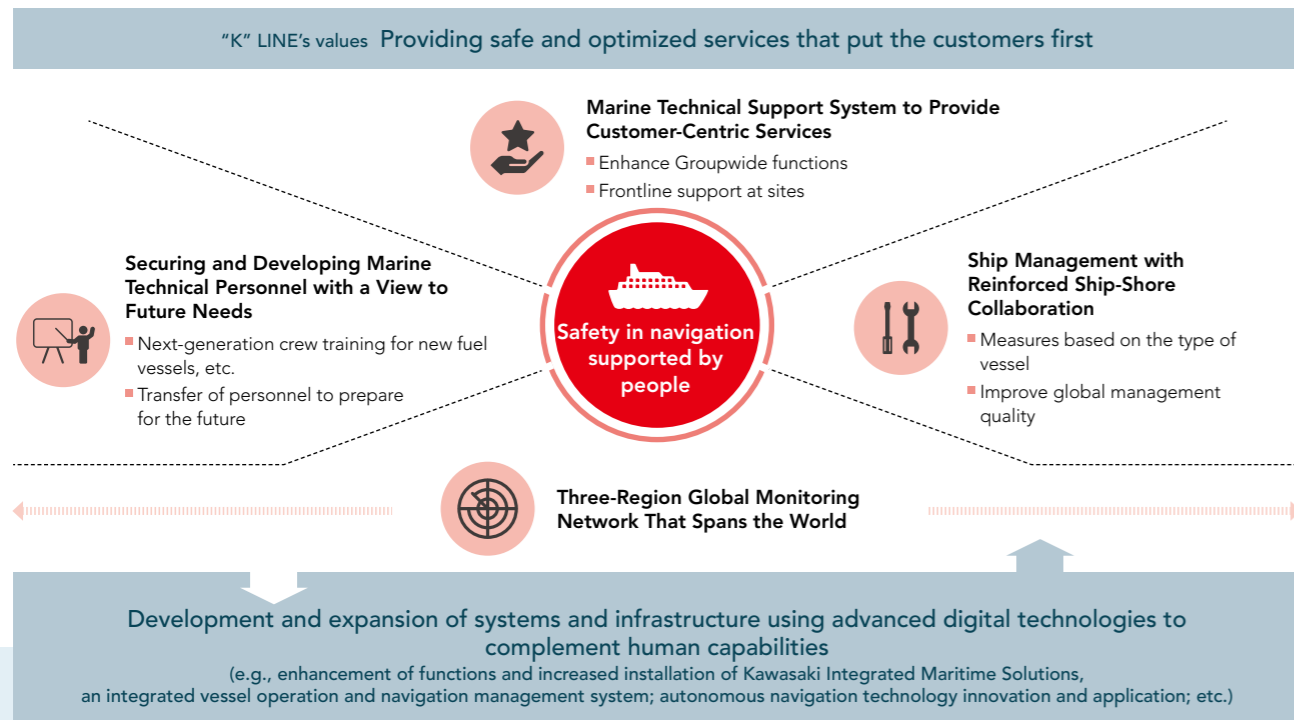 “K” LINE’s values Providing safe and optimized services that put the customers first
Marine Technical Support System to Provide
Customer-Centric Services
Enhance Groupwide functions
Frontline support at sites
Securing and Developing Marine
Technical Personnel with a View to
Future Needs
Next-generation crew training for new fuel
vessels, etc.
Transfer of personnel to prepare
for the future
Safety in navigation
supported by
people
Ship Management with
Reinforced Ship-Shore
Collaboration
Measures based on the type of
vessel
Improve global management
quality
Three-Region Global Monitoring
Network That Spans the World
Development and expansion of systems and infrastructure using advanced digital technologies to
complement human capabilities
(e.g., enhancement of functions and increased installation of Kawasaki Integrated Maritime Solutions,
an integrated vessel operation and navigation management system; autonomous navigation technology innovation and application; etc.)